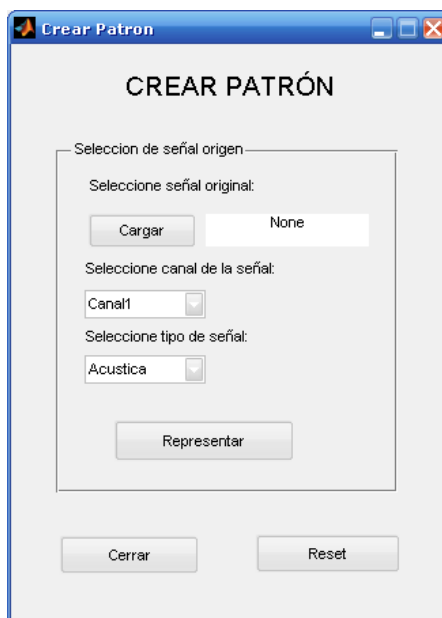 Crear Patron
CREAR PATRÓN
Seleccion de señal origen
Seleccione señal original:
Cargar
None
Seleccione canal de la señal:
Canal1
Seleccione tipo de señal:
Acustica
Representar
Cerrar
Reset